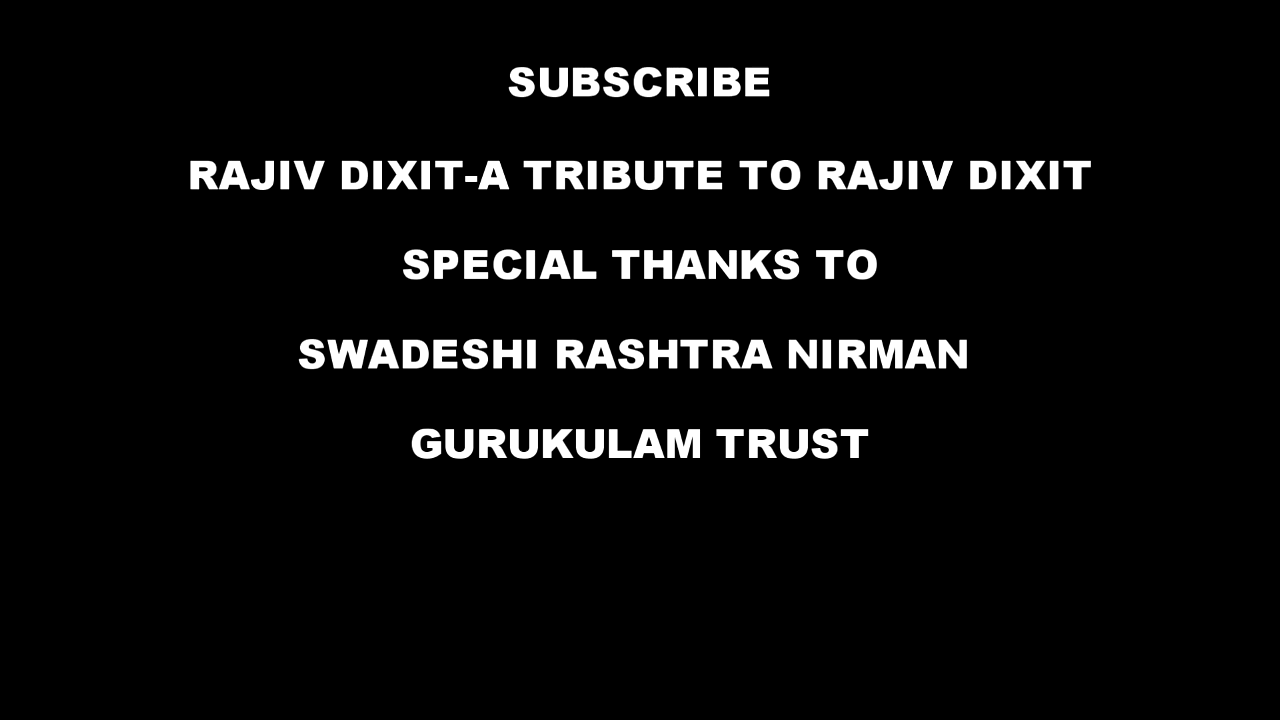 SUBSCRIBE
RAJIV DIXIT-A TRIBUTE TO RAJIV DIXIT
SPECIAL THANKS TO
SWADESHI RASHTRA NIRMAN
GURUKULAM TRUST